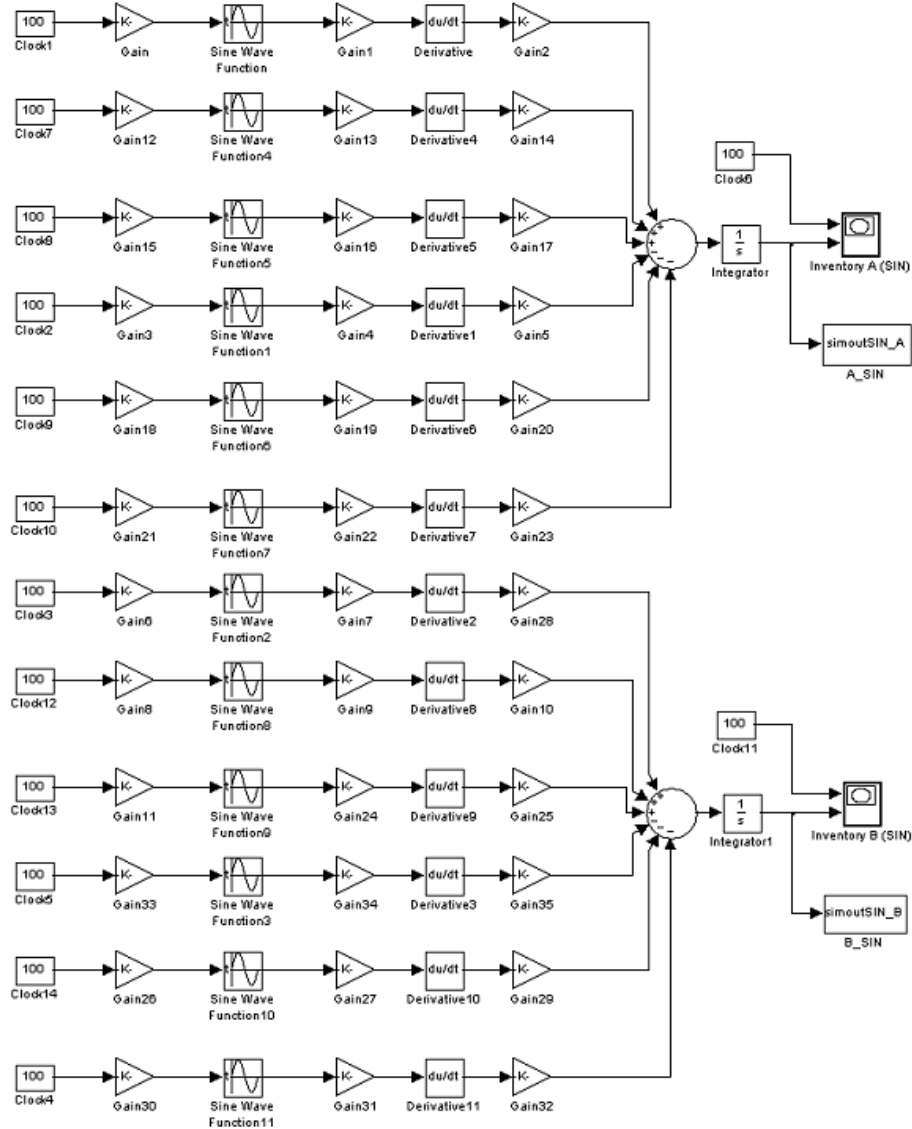 100 K- t du/dt K-
Clock1 Gain Sine Wave Function Gain1 Derivative Gain2
100 K- t du/dt K-
Clock7 Gain12 Sine Wave Function4 Gain13 Derivative4 Gain14
100
Clock6
100 K- t K- du/dt K-
Clock8 Gain15 Sine Wave Function5 Gain16 Derivative5 Gain17
+ + + - - -
1/s
Integrator
Inventory A (SIN)
100 K- t K- du/dt K-
Clock2 Gain3 Sine Wave Function1 Gain4 Derivative1 Gain5
simoutSIN_A
A_SIN
100 K- t K- du/dt K-
Clock9 Gain18 Sine Wave Function6 Gain19 Derivative6 Gain20
100 K- t K- du/dt K-
Clock10 Gain21 Sine Wave Function7 Gain22 Derivative7 Gain23
100 K- t K- du/dt K-
Clock3 Gain6 Sine Wave Function2 Gain7 Derivative2 Gain28
100 K- t K- du/dt K-
Clock12 Gain8 Sine Wave Function8 Gain9 Derivative8 Gain10
100
Clock11
100 K- t K- du/dt K-
Clock13 Gain11 Sine Wave Function9 Gain24 Derivative9 Gain25
+ + + - - -
1/s
Integrator1
Inventory B (SIN)
100 K- t K- du/dt K-
Clock5 Gain33 Sine Wave Function3 Gain34 Derivative3 Gain35
simoutSIN_B
B_SIN
100 K- t K- du/dt K-
Clock14 Gain26 Sine Wave Function10 Gain27 Derivative10 Gain29
100 K- t K- du/dt K-
Clock4 Gain30 Sine Wave Function11 Gain31 Derivative11 Gain32